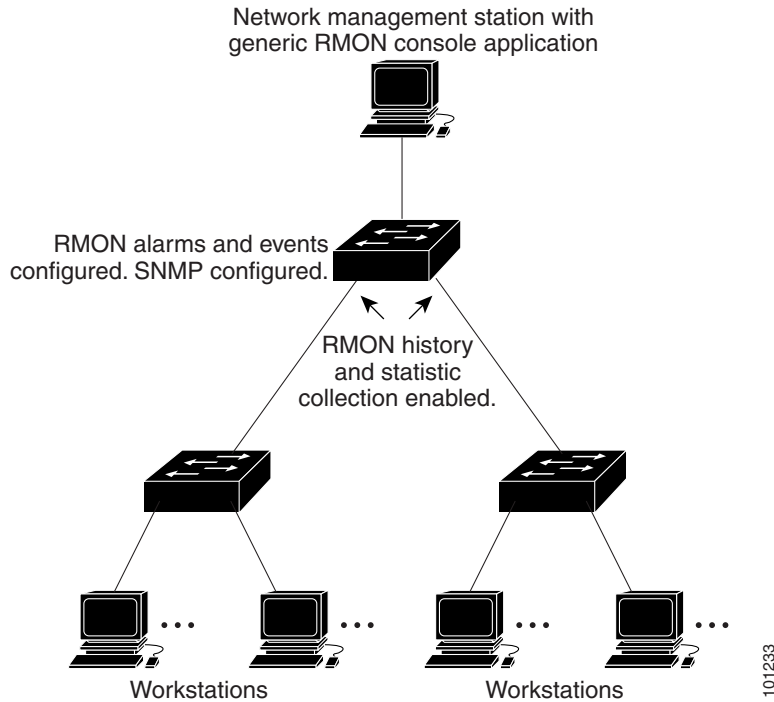 Network management station with
generic RMON console application
RMON alarms and events
configured. SNMP configured.
RMON history
and statistic
collection enabled.
Workstations
Workstations
101233